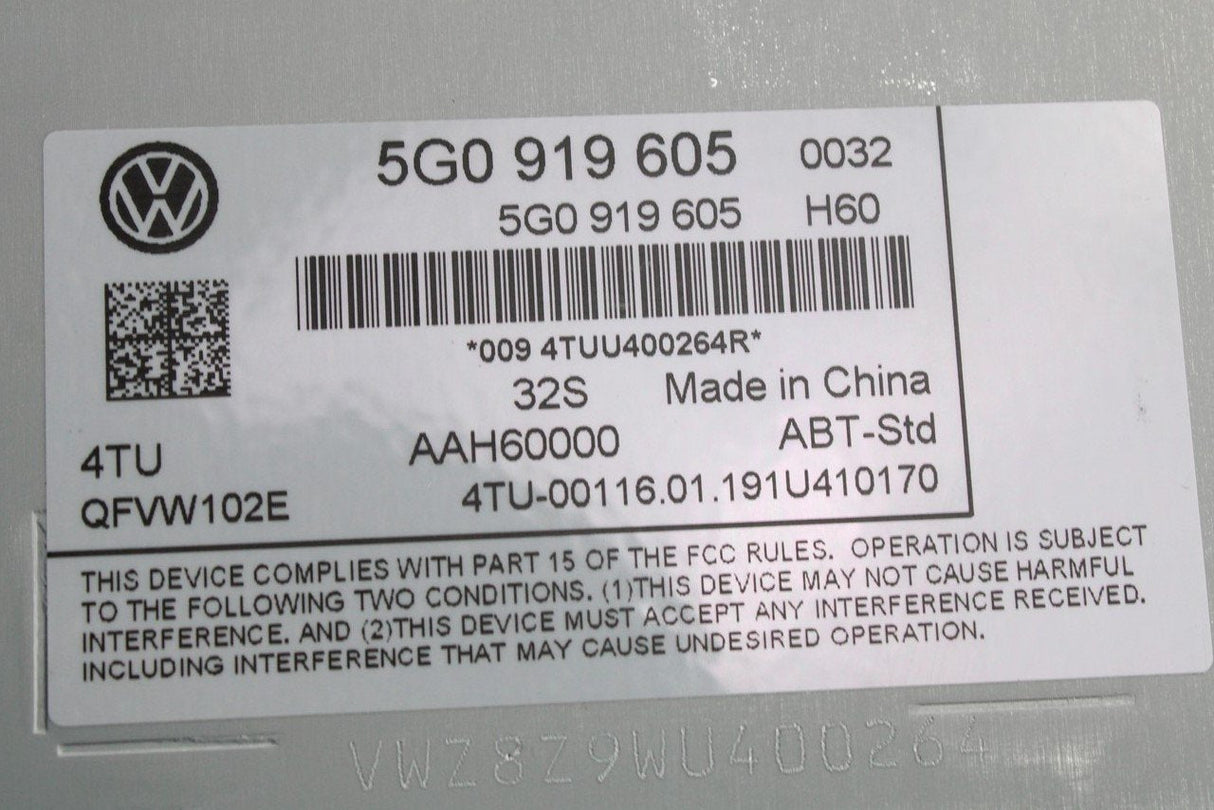 5G0 919 605 0032
5G0 919 605 H60
*009 4TUU400264R*
32S Made in China
4TU AAH60000 ABT-Std
QFVW102E 4TU-00116.01.191U410170
THIS DEVICE COMPLIES WITH PART 15 OF THE FCC RULES. OPERATION IS SUBJECT
TO THE FOLLOWING TWO CONDITIONS. (1)THIS DEVICE MAY NOT CAUSE HARMFUL
INTERFERENCE. AND (2)THIS DEVICE MUST ACCEPT ANY INTERFERENCE RECEIVED.
INCLUDING INTERFERENCE THAT MAY CAUSE UNDESIRED OPERATION.
VWZ8Z9WU400264